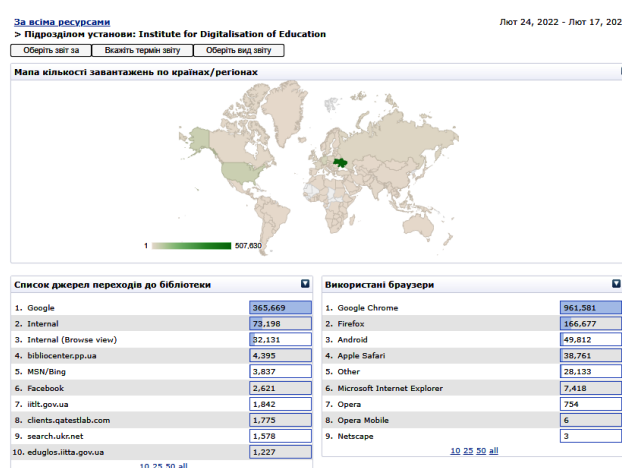 За всіма ресурсами
Лют 24, 2022 - Лют 17, 202
> Підрозділом установи: Institute for Digitalisation of Education
Оберіть звіт за Вкажіть термін звіту Оберіть вид звіту
Мапа кількості завантажень по країнах/регіонах
1 507,630
Список джерел переходів до бібліотеки
1. Google 365,669
2. Internal 73,198
3. Internal (Browse view) 32,131
4. bibliocenter.pp.ua 4,395
5. MSN/Bing 3,837
6. Facebook 2,621
7. iitlt.gov.ua 1,842
8. clients.qatestlab.com 1,775
9. search.ukr.net 1,578
10. eduglos.iitta.gov.ua 1,227
10 25 50 all
Використані браузери
1. Google Chrome 961,581
2. Firefox 166,677
3. Android 49,812
4. Apple Safari 38,761
5. Other 28,133
6. Microsoft Internet Explorer 7,418
7. Opera 754
8. Opera Mobile 6
9. Netscape 3
10 25 50 all